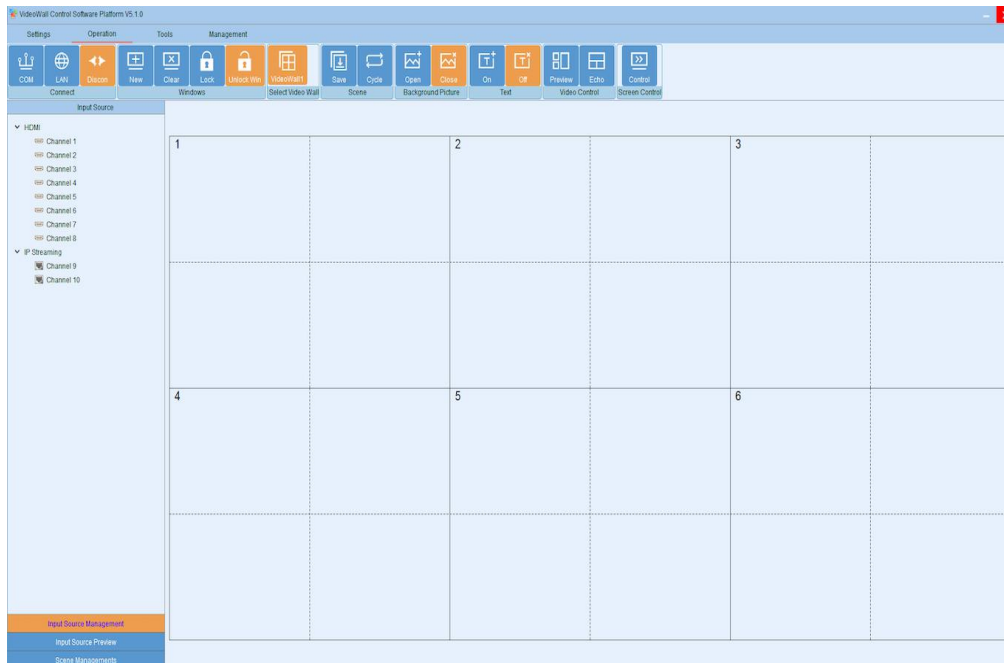 VideoWall Control Software Platform V5.1.0
Settings Operation Tools Management
COM LAN Discon New Clear Lock Unlock Win VideoWall1 Save Cycle Open Close On Off Preview Echo Control
Connect Windows Select Video Wall Scene Background Picture Text Video Control Screen Control
Input Source
HDMI
Channel 1
Channel 2
Channel 3
Channel 4
Channel 5
Channel 6
Channel 7
Channel 8
IP Streaming
Channel 9
Channel 10
1 2 3
4 5 6
Input Source Management
Input Source Preview
Scene Managements